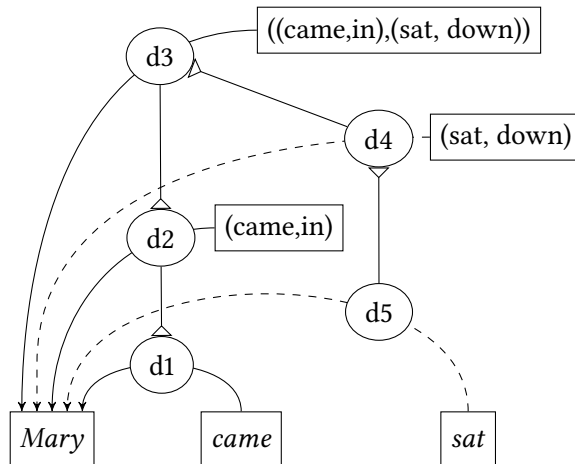 d3
((came,in),(sat, down))
d4
(sat, down)
d2
(came,in)
d5
d1
Mary
came
sat